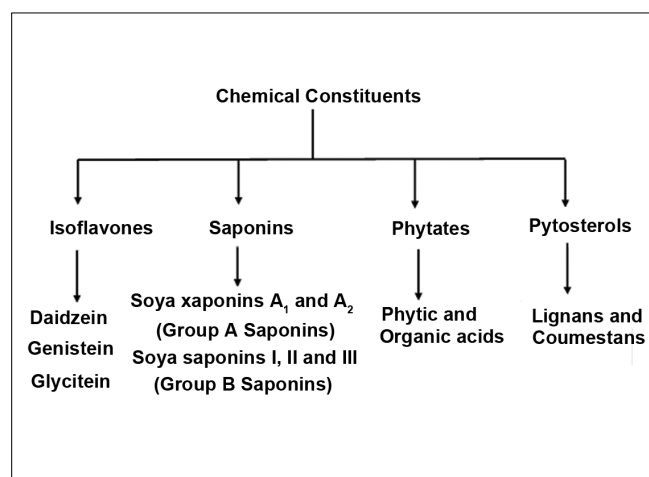 Chemical Constituents
Isoflavones
Saponins
Phytates
Pytosterols
Daidzein
Genistein
Glycitein
Soya xaponins A₁ and A₂
(Group A Saponins)
Soya saponins I, II and III
(Group B Saponins)
Phytic and
Organic acids
Lignans and
Coumestans